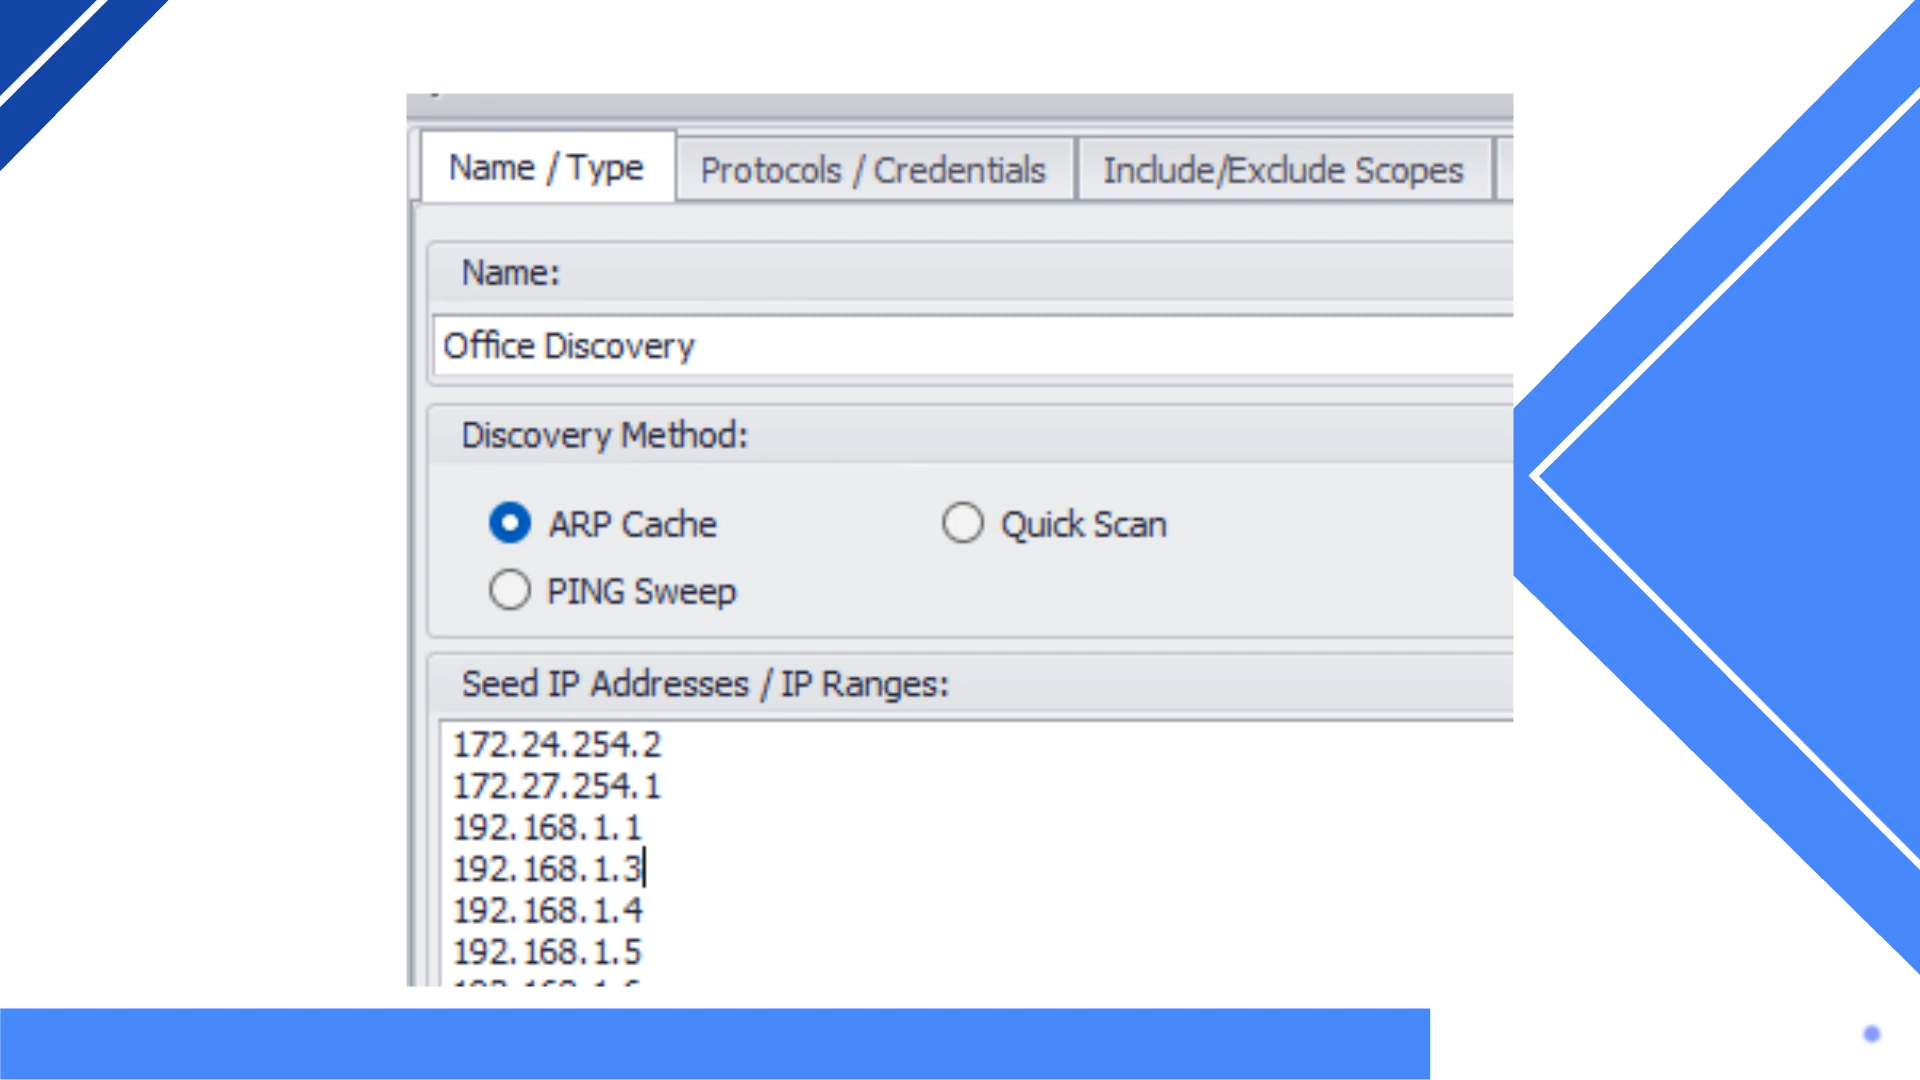 Name / Type
Protocols / Credentials
Include/Exclude Scopes
Name:
Office Discovery
Discovery Method:
ARP Cache
Quick Scan
PING Sweep
Seed IP Addresses / IP Ranges:
172.24.254.2
172.27.254.1
192.168.1.1
192.168.1.3
192.168.1.4
192.168.1.5